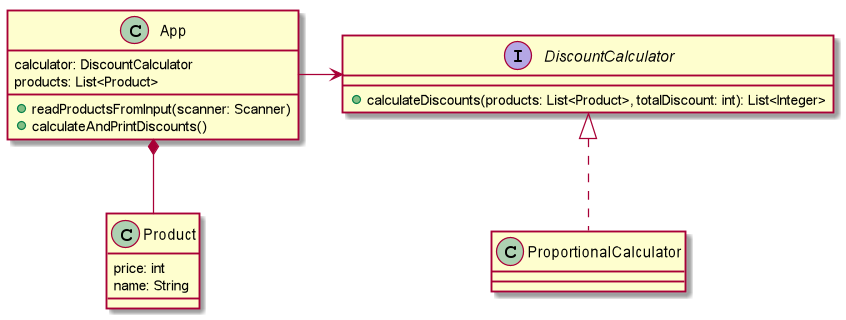 C App
calculator: DiscountCalculator
products: List<Product>
readProductsFromInput(scanner: Scanner)
calculateAndPrintDiscounts()
I DiscountCalculator
calculateDiscounts(products: List<Product>, totalDiscount: int): List<Integer>
C Product
price: int
name: String
C ProportionalCalculator